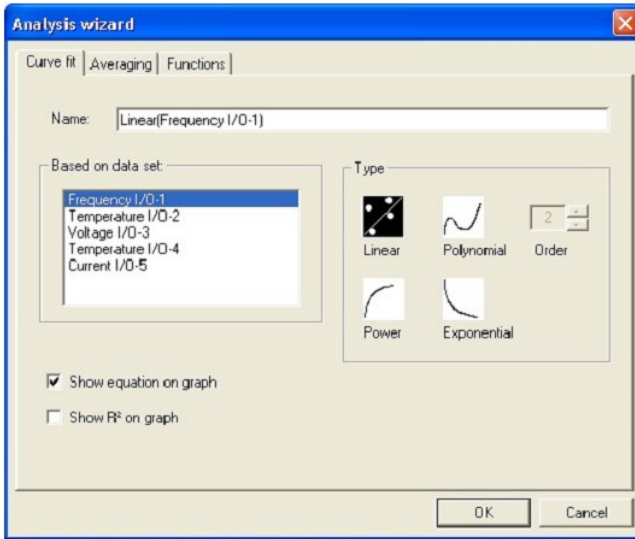 Analysis wizard
Curve fit Averaging Functions
Name: Linear(Frequency I/O-1)
Based on data set:
Frequency I/O-1
Temperature I/O-2
Voltage I/O-3
Temperature I/O-4
Current I/O-5
Type
2
Linear Polynomial Order
Power Exponential
Show equation on graph
Show R² on graph
OK Cancel